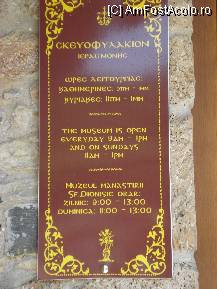 (C) AmFostAcolo.ro
ΣΚΕΥΟΦΥΛΑΚΙΟΝ
ΙΕΡΑΣ ΜΟΝΗΣ
ΩΡΕΣ ΛΕΙΤΟΥΡΓΙΑΣ:
ΚΑΘΗΜΕΡΙΝΕΣ: 9ΠΜ - 1ΜΜ
ΚΥΡΙΑΚΕΣ: 11ΠΜ - 1ΜΜ
THE MUSEUM IS OPEN
EVERYDAY 9AM - 1PM
AND ON SUNDAYS
11AM - 1PM
MUZEUL MANASTIRII
SF. DIONISIE ORAR:
ZILNIC: 9:00 - 13:00
DUMINICA: 11:00 - 13:00